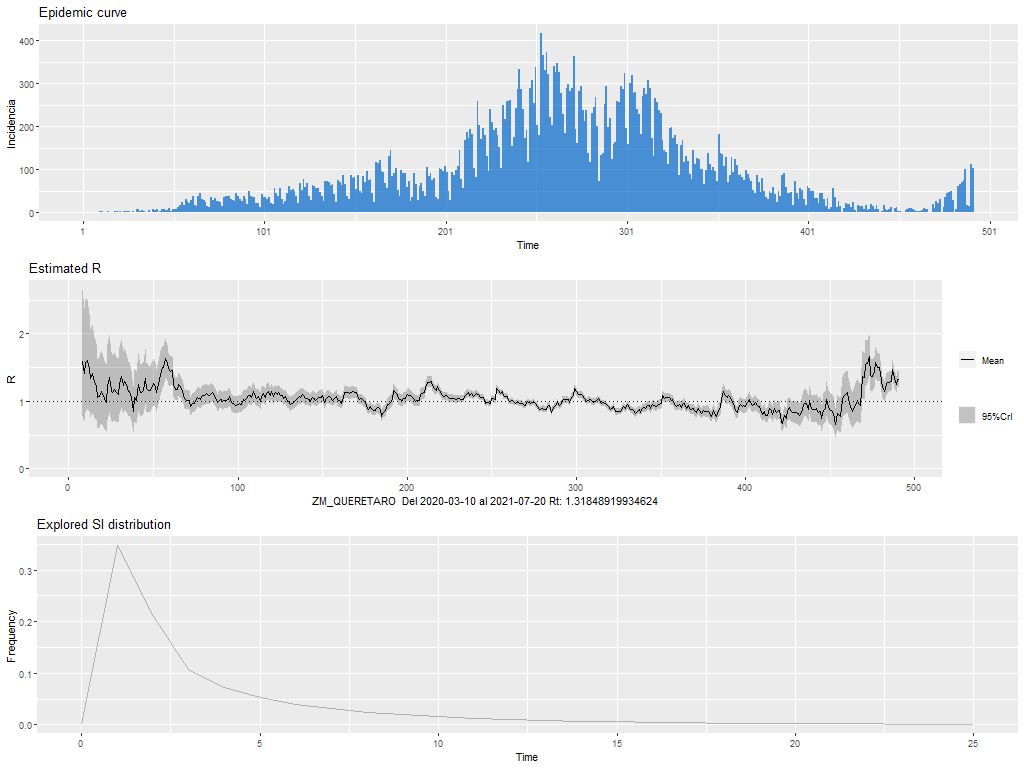 Epidemic curve
400
300
200
100
0
Incidencia
1
101
201
301
401
501
Time
Estimated R
2
1
0
R
Mean
95%CrI
0
100
200
300
400
500
ZM_QUERETARO Del 2020-03-10 al 2021-07-20 Rt: 1.31848919934624
Explored SI distribution
0.3
0.2
0.1
0.0
Frequency
0
5
10
15
20
25
Time